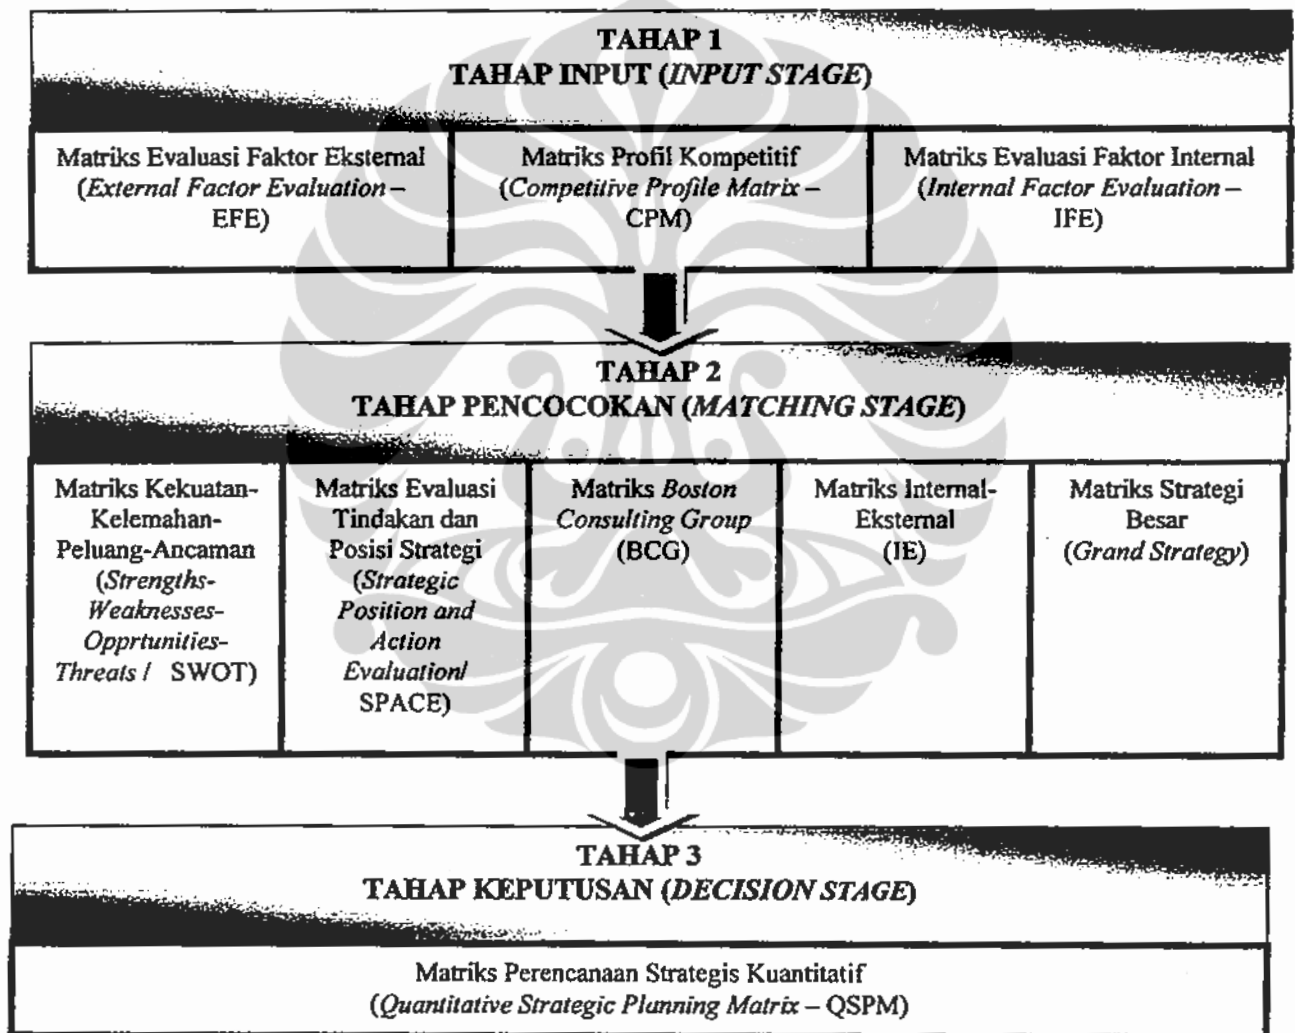 TAHAP 1
TAHAP INPUT (INPUT STAGE)
Matriks Evaluasi Faktor Eksternal
(External Factor Evaluation –
EFE)
Matriks Profil Kompetitif
(Competitive Profile Matrix –
CPM)
Matriks Evaluasi Faktor Internal
(Internal Factor Evaluation –
IFE)
TAHAP 2
TAHAP PENCOCOKAN (MATCHING STAGE)
Matriks Kekuatan-
Kelemahan-
Peluang-Ancaman
(Strengths-
Weaknesses-
Opprtunities-
Threats / SWOT)
Matriks Evaluasi
Tindakan dan
Posisi Strategi
(Strategic
Position and
Action
Evaluation/
SPACE)
Matriks Boston
Consulting Group
(BCG)
Matriks Internal-
Eksternal
(IE)
Matriks Strategi
Besar
(Grand Strategy)
TAHAP 3
TAHAP KEPUTUSAN (DECISION STAGE)
Matriks Perencanaan Strategis Kuantitatif
(Quantitative Strategic Planning Matrix – QSPM)